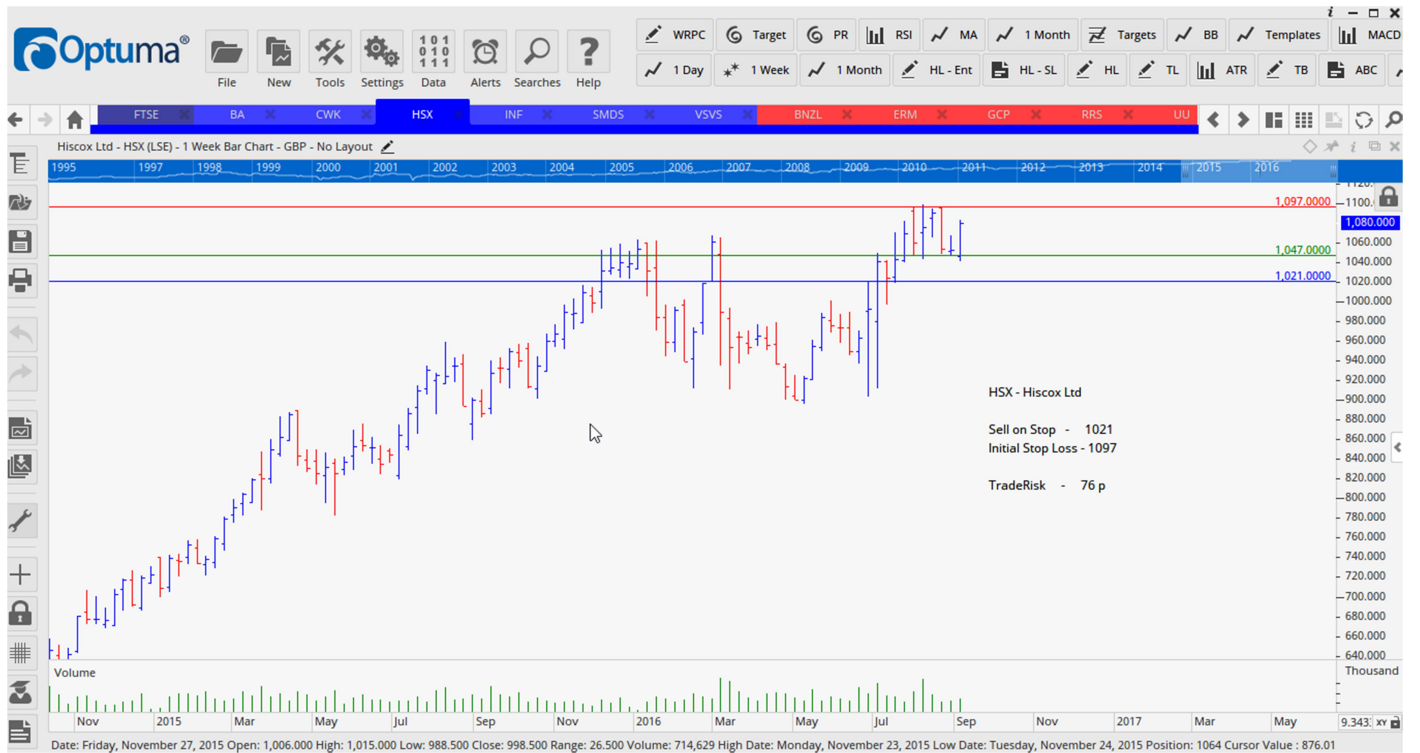 Optuma®
File New Tools Settings Data Alerts Searches Help
101
010
111
WRPC Target PR RSI MA 1 Month Targets BB Templates MACD
1 Day 1 Week 1 Month HL - Ent HL - SL HL TL ATR TB ABC
FTSE BA CWK HSX INF SMDS VSVS BNZL ERM GCP RRS UU
Hiscox Ltd - HSX (LSE) - 1 Week Bar Chart - GBP - No Layout
1995 1997 1998 1999 2000 2001 2002 2003 2004 2005 2006 2007 2008 2009 2010 2011 2012 2013 2014 2015 2016
1,097.0000
1100.
1,080.000
1060.000
1,047.0000
1040.000
1,021.0000
1020.000
1000.000
980.000
960.000
940.000
920.000
900.000
880.000
860.000
840.000
820.000
800.000
780.000
760.000
740.000
720.000
700.000
680.000
660.000
640.000
HSX - Hiscox Ltd
Sell on Stop - 1021
Initial Stop Loss - 1097
TradeRisk - 76 p
Volume
Thousand
Nov 2015 Mar May Jul Sep Nov 2016 Mar May Jul Sep Nov 2017 Mar May
9.343: XY
Date: Friday, November 27, 2015 Open: 1,006.000 High: 1,015.000 Low: 988.500 Close: 998.500 Range: 26.500 Volume: 714,629 High Date: Monday, November 23, 2015 Low Date: Tuesday, November 24, 2015 Position: 1064 Cursor Value : 876.01